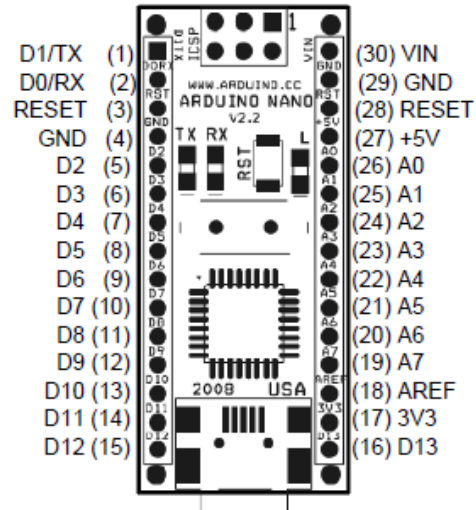 D1/TX (1)
D0/RX (2)
RESET (3)
GND (4)
D2 (5)
D3 (6)
D4 (7)
D5 (8)
D6 (9)
D7 (10)
D8 (11)
D9 (12)
D10 (13)
D11 (14)
D12 (15)
D1TX
ICSP
1
VIN
D0RX
RST
GND
D2
D3
D4
D5
D6
D7
D8
D9
D10
D11
D12
WWW.ARDUINO.CC
ARDUINO NANO
V2.2
TX RX
RST
L
2008 USA
GND
RST
+5V
A0
A1
A2
A3
A4
A5
A6
A7
AREF
3V3
D13
(30) VIN
(29) GND
(28) RESET
(27) +5V
(26) A0
(25) A1
(24) A2
(23) A3
(22) A4
(21) A5
(20) A6
(19) A7
(18) AREF
(17) 3V3
(16) D13